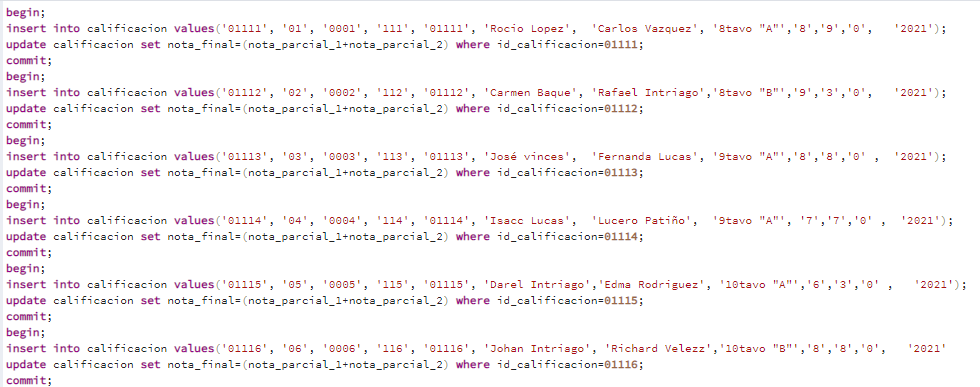 begin;
insert into calificacion values('01111', '01', '0001', '111', '01111', 'Rocio Lopez', 'Carlos Vazquez', '8tavo "A"','8','9','0', '2021');
update calificacion set nota_final=(nota_parcial_1+nota_parcial_2) where id_calificacion=01111;
commit;
begin;
insert into calificacion values('01112', '02', '0002', '112', '01112', 'Carmen Baque', 'Rafael Intriago','8tavo "B"','9','3','0', '2021');
update calificacion set nota_final=(nota_parcial_1+nota_parcial_2) where id_calificacion=01112;
commit;
begin;
insert into calificacion values('01113', '03', '0003', '113', '01113', 'José vinces', 'Fernanda Lucas', '9tavo "A"','8','8','0' , '2021');
update calificacion set nota_final=(nota_parcial_1+nota_parcial_2) where id_calificacion=01113;
commit;
begin;
insert into calificacion values('01114', '04', '0004', '114', '01114', 'Isacc Lucas', 'Lucero Patiño', '9tavo "A"', '7','7','0' , '2021');
update calificacion set nota_final=(nota_parcial_1+nota_parcial_2) where id_calificacion=01114;
commit;
begin;
insert into calificacion values('01115', '05', '0005', '115', '01115', 'Darel Intriago','Edma Rodriguez', '10tavo "A"','6','3','0' , '2021');
update calificacion set nota_final=(nota_parcial_1+nota_parcial_2) where id_calificacion=01115;
commit;
begin;
insert into calificacion values('01116', '06', '0006', '116', '01116', 'Johan Intriago', 'Richard Velezz','10tavo "B"','8','8','0', '2021'
update calificacion set nota_final=(nota_parcial_1+nota_parcial_2) where id_calificacion=01116;
commit;